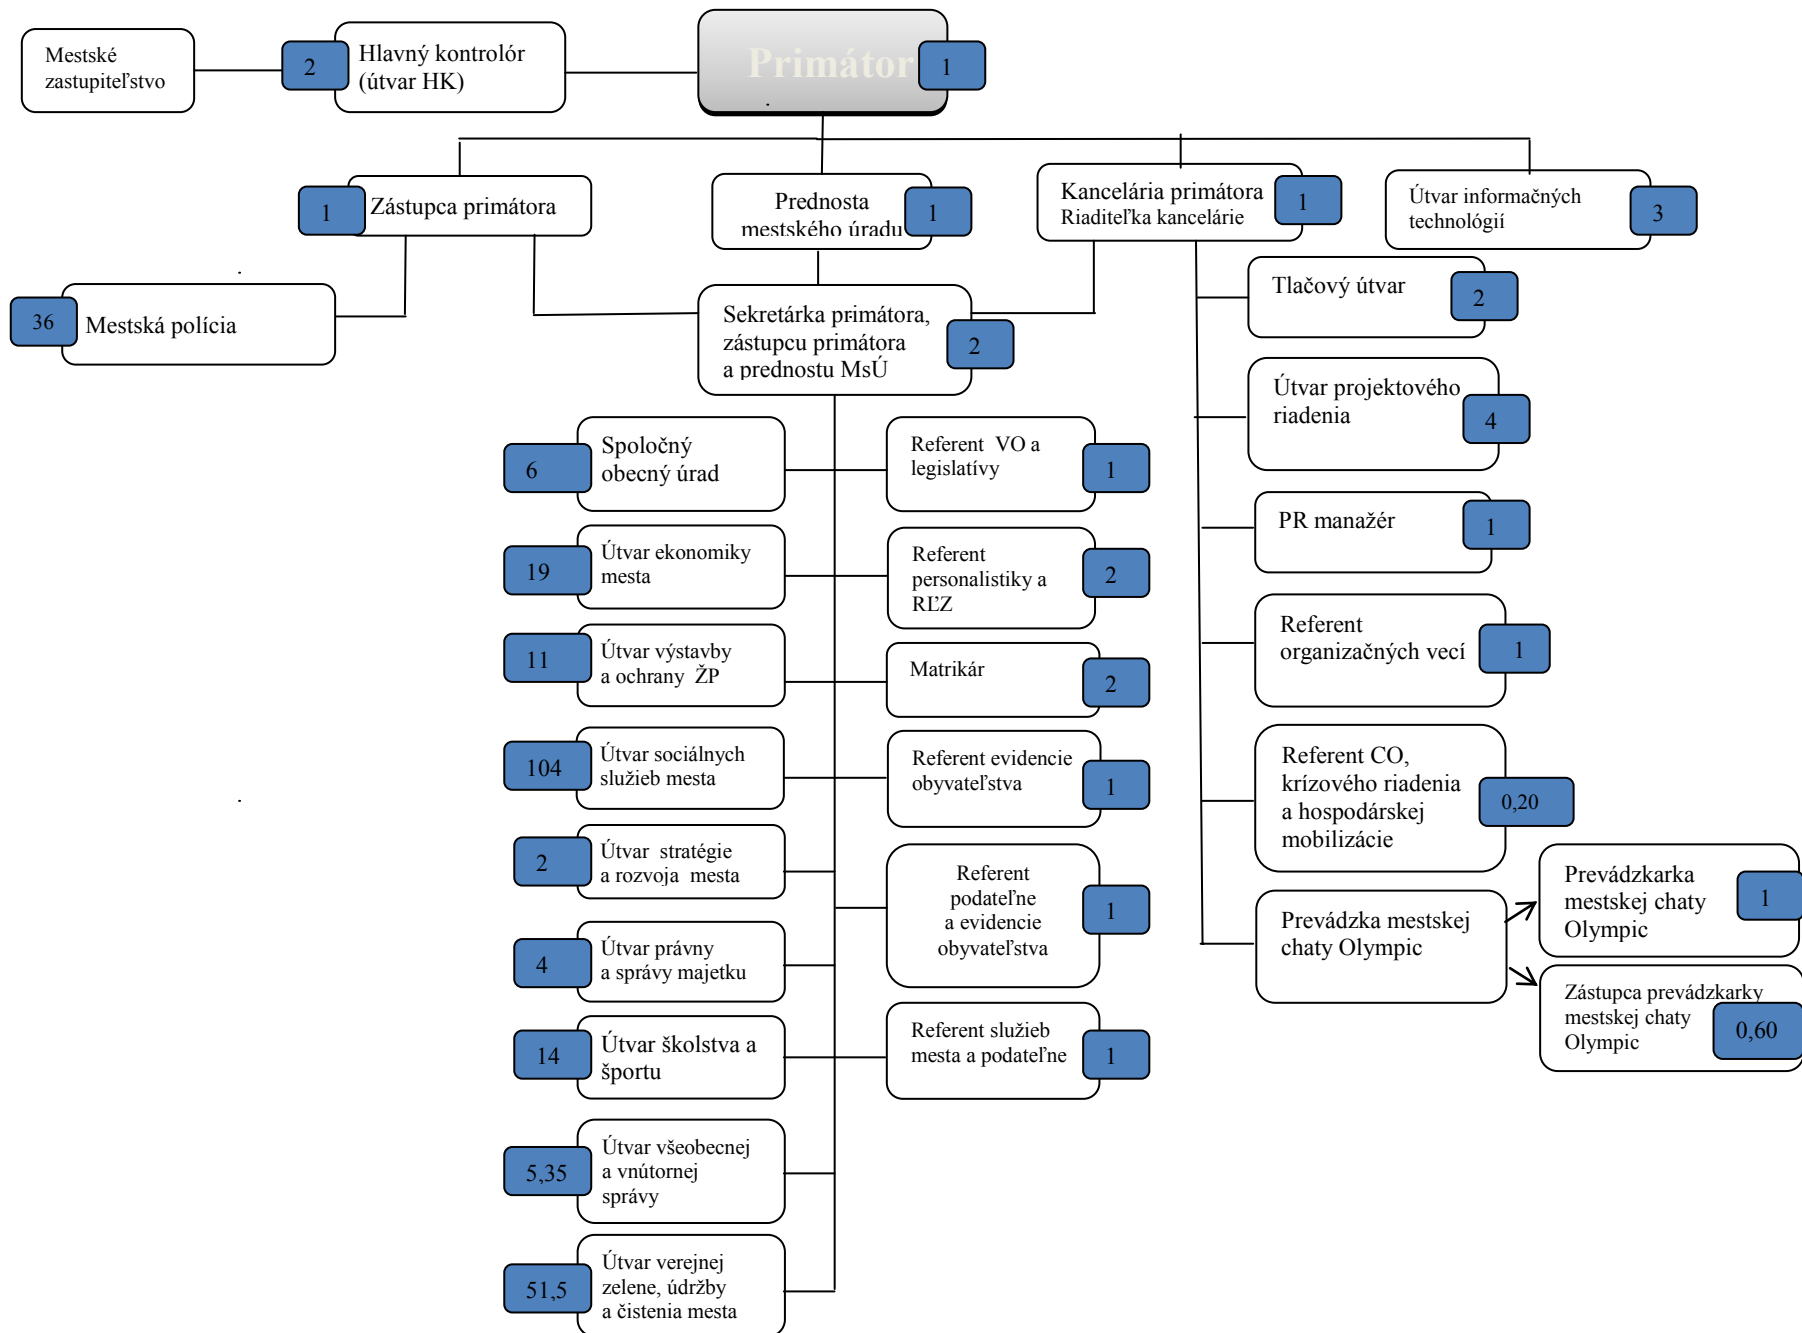 Mestské
zastupiteľstvo
2
Hlavný kontrolór
(útvar HK)
Primátor
1
1
Zástupca primátora
Prednosta
mestského úradu
1
Kancelária primátora
Riaditeľka kancelárie
1
Útvar informačných
technológií
3
36
Mestská polícia
Sekretárka primátora,
zástupcu primátora
a prednostu MsÚ
2
Tlačový útvar
2
Útvar projektového
riadenia
4
PR manažér
1
Referent
organizačných vecí
1
Referent CO,
krízového riadenia
a hospodárskej
mobilizácie
0,20
Prevádzka mestskej
chaty Olympic
Prevádzkarka
mestskej chaty
Olympic
1
Zástupca prevádzkarky
mestskej chaty
Olympic
0,60
6
Spoločný
obecný úrad
Referent  VO a
legislatívy
1
19
Útvar ekonomiky
mesta
Referent
personalistiky a
RĽZ
2
11
Útvar výstavby
a ochrany  ŽP
Matrikár
2
104
Útvar sociálnych
služieb mesta
Referent evidencie
obyvateľstva
1
2
Útvar  stratégie
a rozvoja  mesta
Referent
podateľne
a evidencie
obyvateľstva
1
4
Útvar právny
a správy majetku
14
Útvar školstva a
športu
Referent služieb
mesta a podateľne
1
5,35
Útvar všeobecnej
a vnútornej
správy
51,5
Útvar verejnej
zelene, údržby
a čistenia mesta